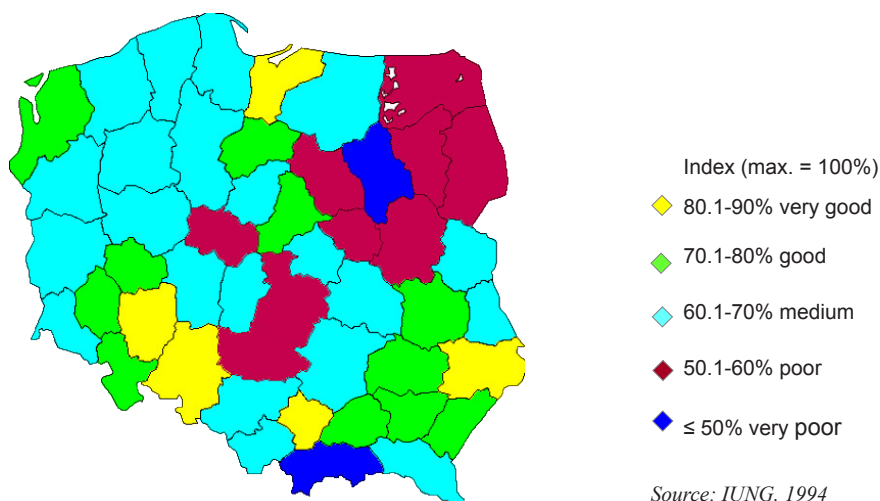 Index (max. = 100%)
80.1-90% very good
70.1-80% good
60.1-70% medium
50.1-60% poor
≤ 50% very poor
Source: IUNG. 1994